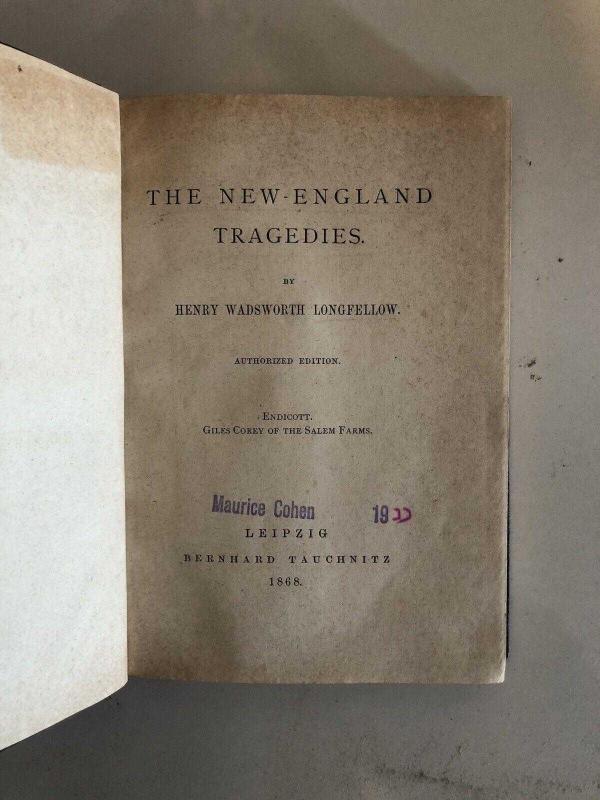 THE NEW-ENGLAND
TRAGEDIES.
BY
HENRY WADSWORTH LONGFELLOW.
AUTHORIZED EDITION.
ENDICOTT.
GILES COREY OF THE SALEM FARMS.
Maurice Cohen 19
LEIPZIG
BERNHARD TAUCHNITZ
1868.